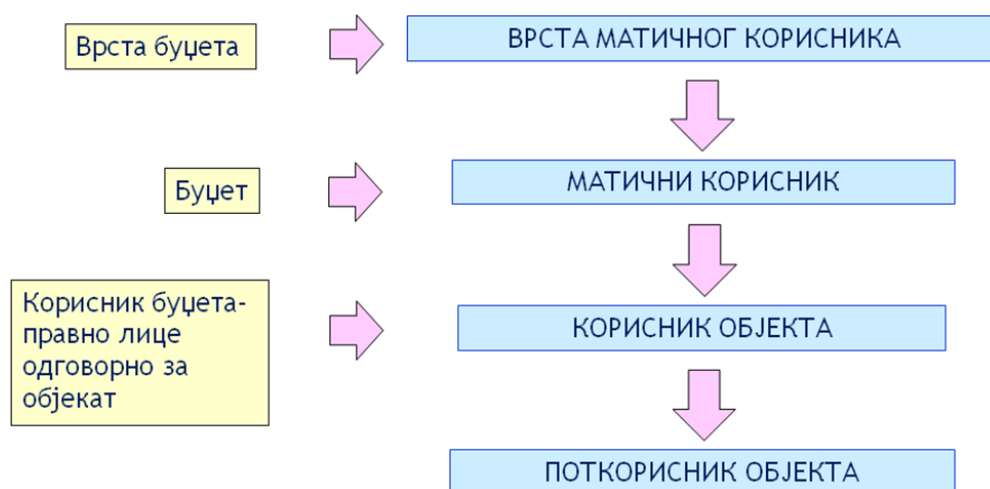 Врста буџета
ВРСТА МАТИЧНОГ КОРИСНИКА
Буџет
МАТИЧНИ КОРИСНИК
Корисник буџета-
правно лице
одговорно за
објекат
КОРИСНИК ОБЈЕКТА
ПОТКОРИСНИК ОБЈЕКТА